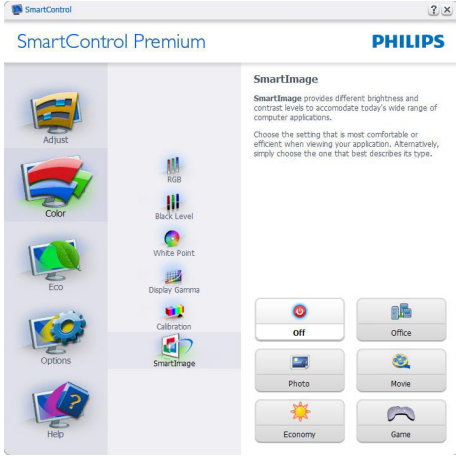 SmartControl
SmartControl Premium
PHILIPS
Adjust
Color
Eco
Options
Help
RGB
Black Level
White Point
Display Gamma
Calibration
SmartImage
SmartImage
SmartImage provides different brightness and
contrast levels to accomodate today's wide range of
computer applications.
Choose the setting that is most comfortable or
efficient when viewing your application. Alternatively,
simply choose the one that best describes its type.
Off
Office
Photo
Movie
Economy
Game